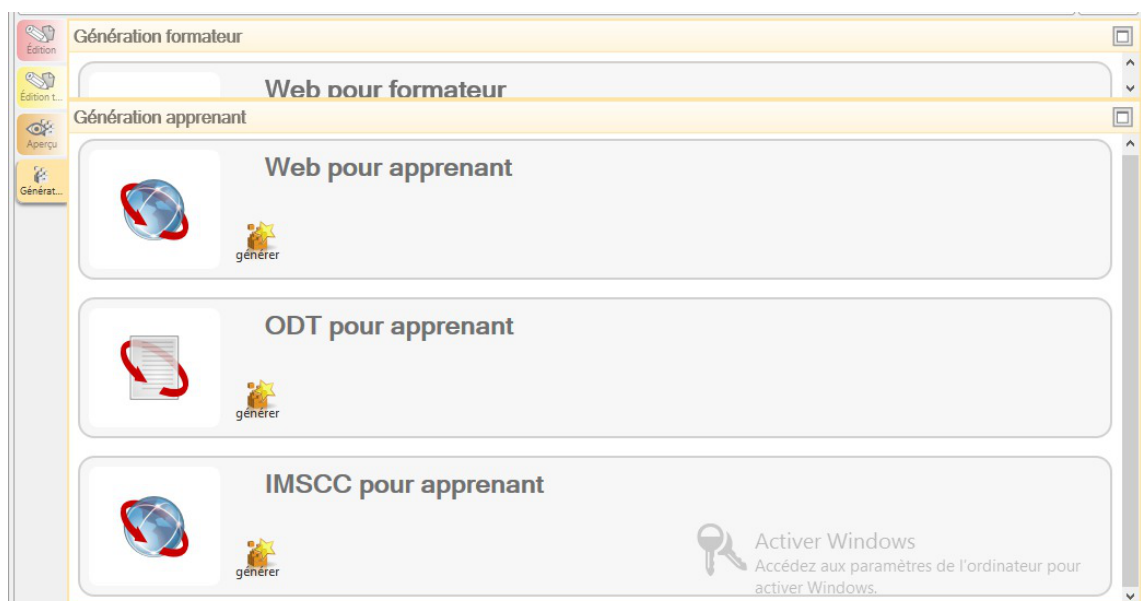 Édition
Génération formateur
Web pour formateur
Édition t...
Génération apprenant
Aperçu
Web pour apprenant
Générat...
générer
ODT pour apprenant
générer
IMSCC pour apprenant
générer
Activer Windows
Accédez aux paramètres de l'ordinateur pour
activer Windows.